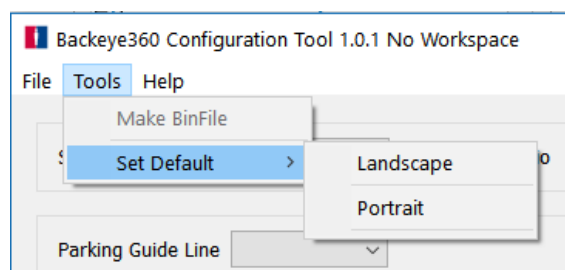 Backeye360 Configuration Tool 1.0.1 No Workspace
File Tools Help
Make BinFile
Set Default >
Landscape
Portrait
Parking Guide Line